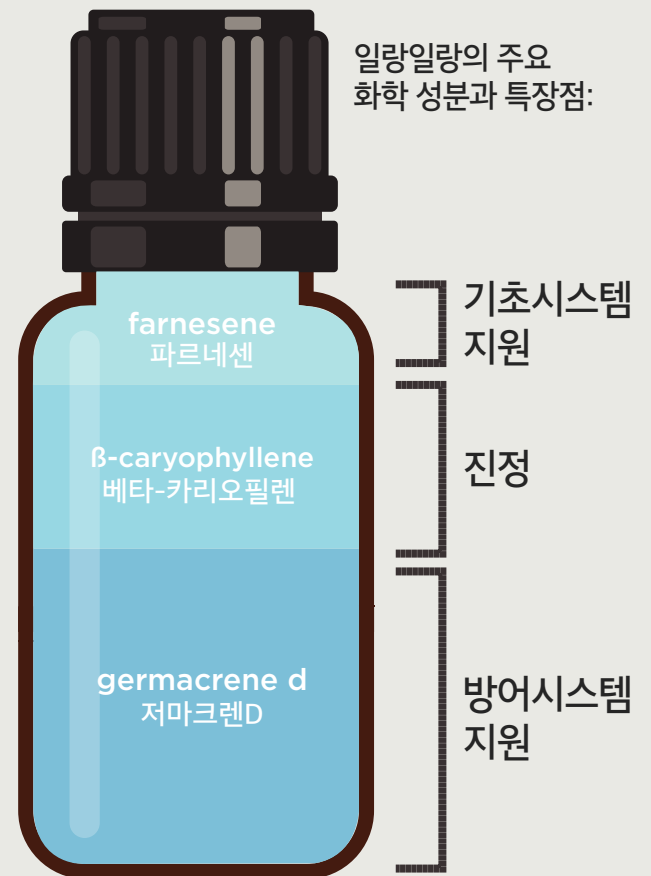 일랑일랑의 주요
화학 성분과 특장점:
farnesene
파르네센
기초시스템
지원
ß-caryophyllene
베타-카리오필렌
진정
germacrene d
저마크렌D
방어시스템
지원